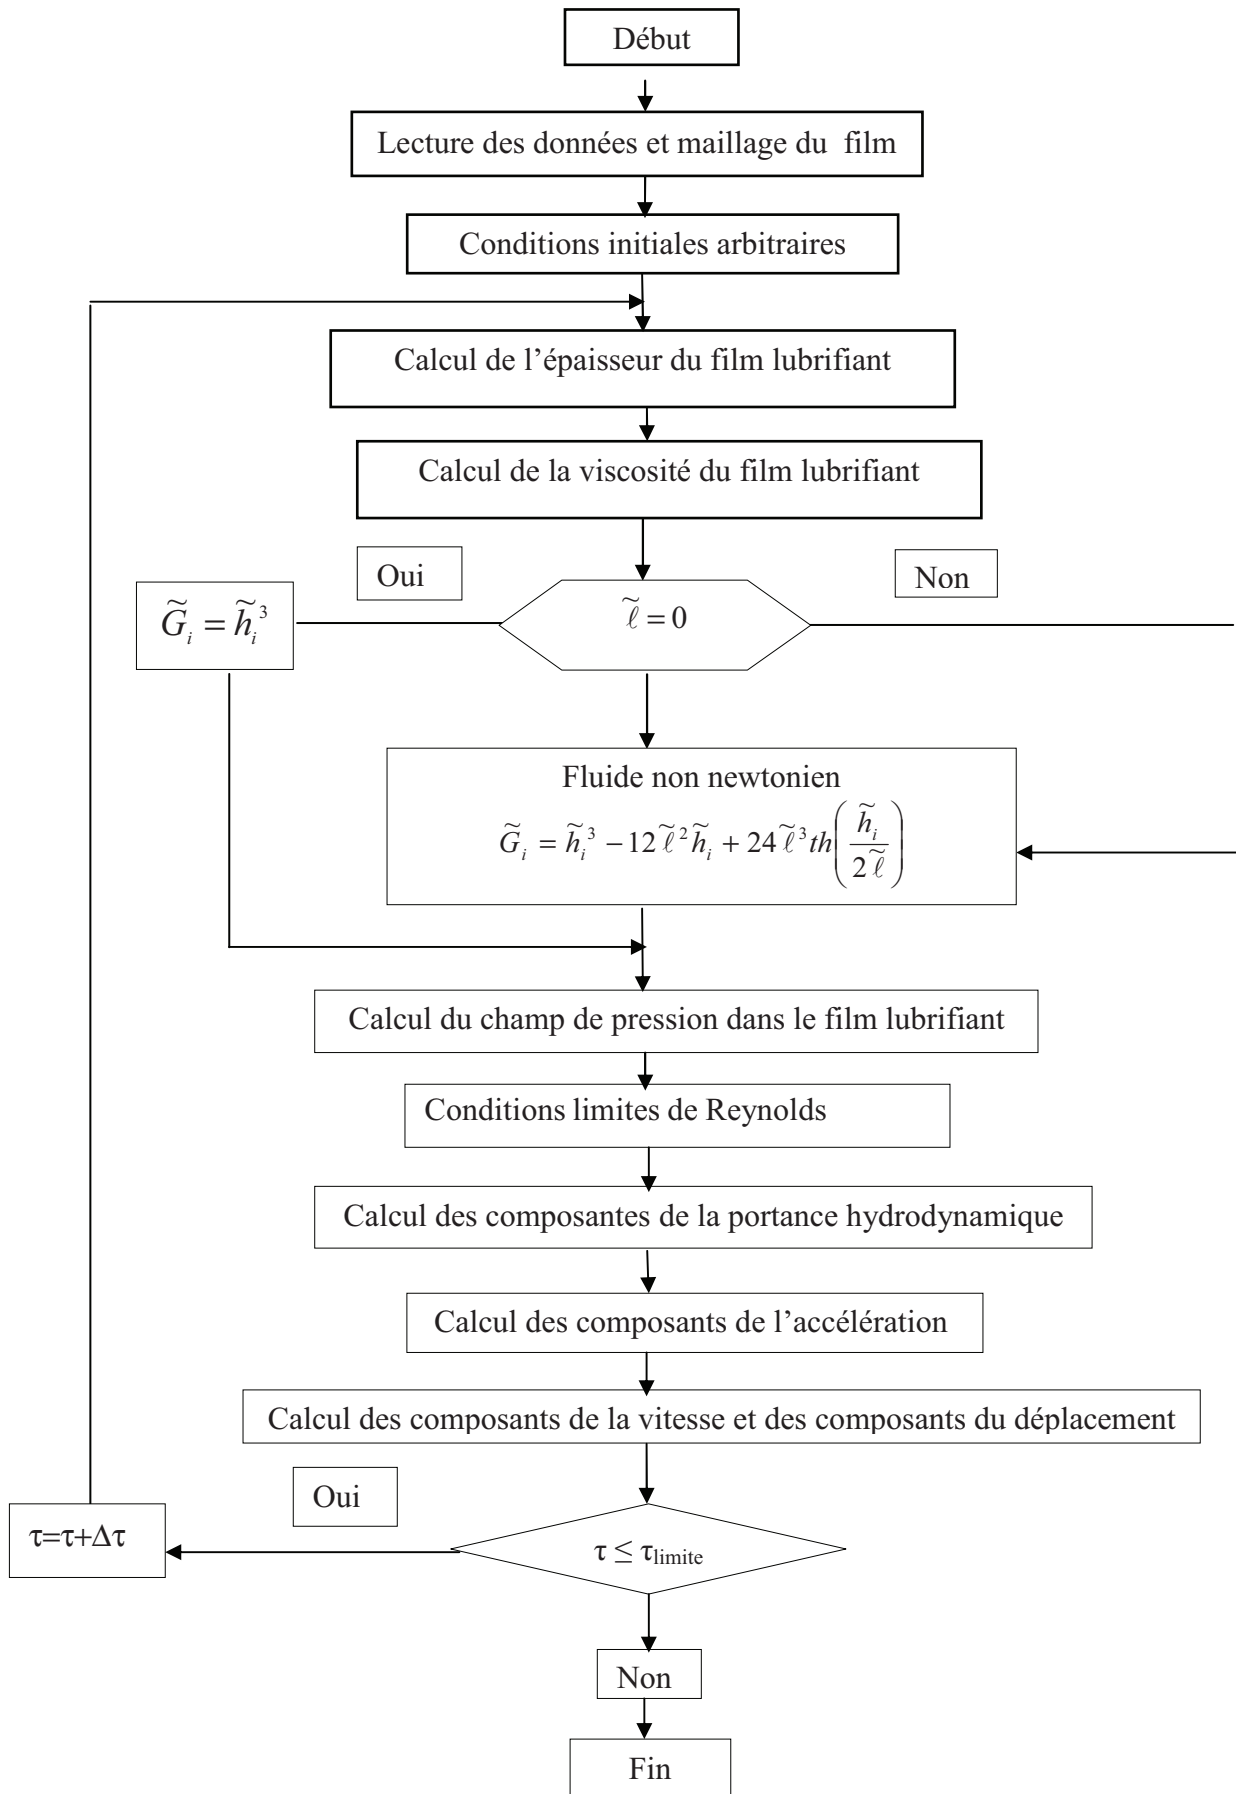 Début
Lecture des données et maillage du film
Conditions initiales arbitraires
Calcul de l’épaisseur du film lubrifiant
Calcul de la viscosité du film lubrifiant
Oui
Non
G̃ᵢ = h̃ᵢ³
ℓ̃ = 0
Fluide non newtonien
G̃ᵢ = h̃ᵢ³ − 12 ℓ̃² h̃ᵢ + 24 ℓ̃³ th(h̃ᵢ / 2 ℓ̃)
Calcul du champ de pression dans le film lubrifiant
Conditions limites de Reynolds
Calcul des composantes de la portance hydrodynamique
Calcul des composants de l’accélération
Calcul des composants de la vitesse et des composants du déplacement
Oui
τ=τ+Δτ
τ ≤ τlimite
Non
Fin